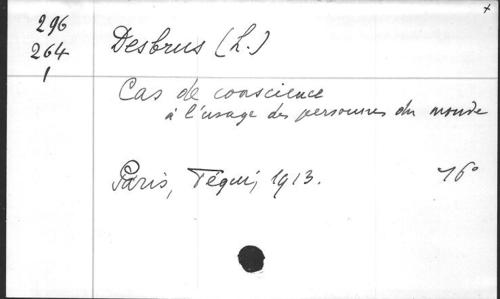 296
264
1
Desbrus (L.)
Cas de conscience
à l'usage des personnes du monde
Paris, Téqui, 1913. 16°